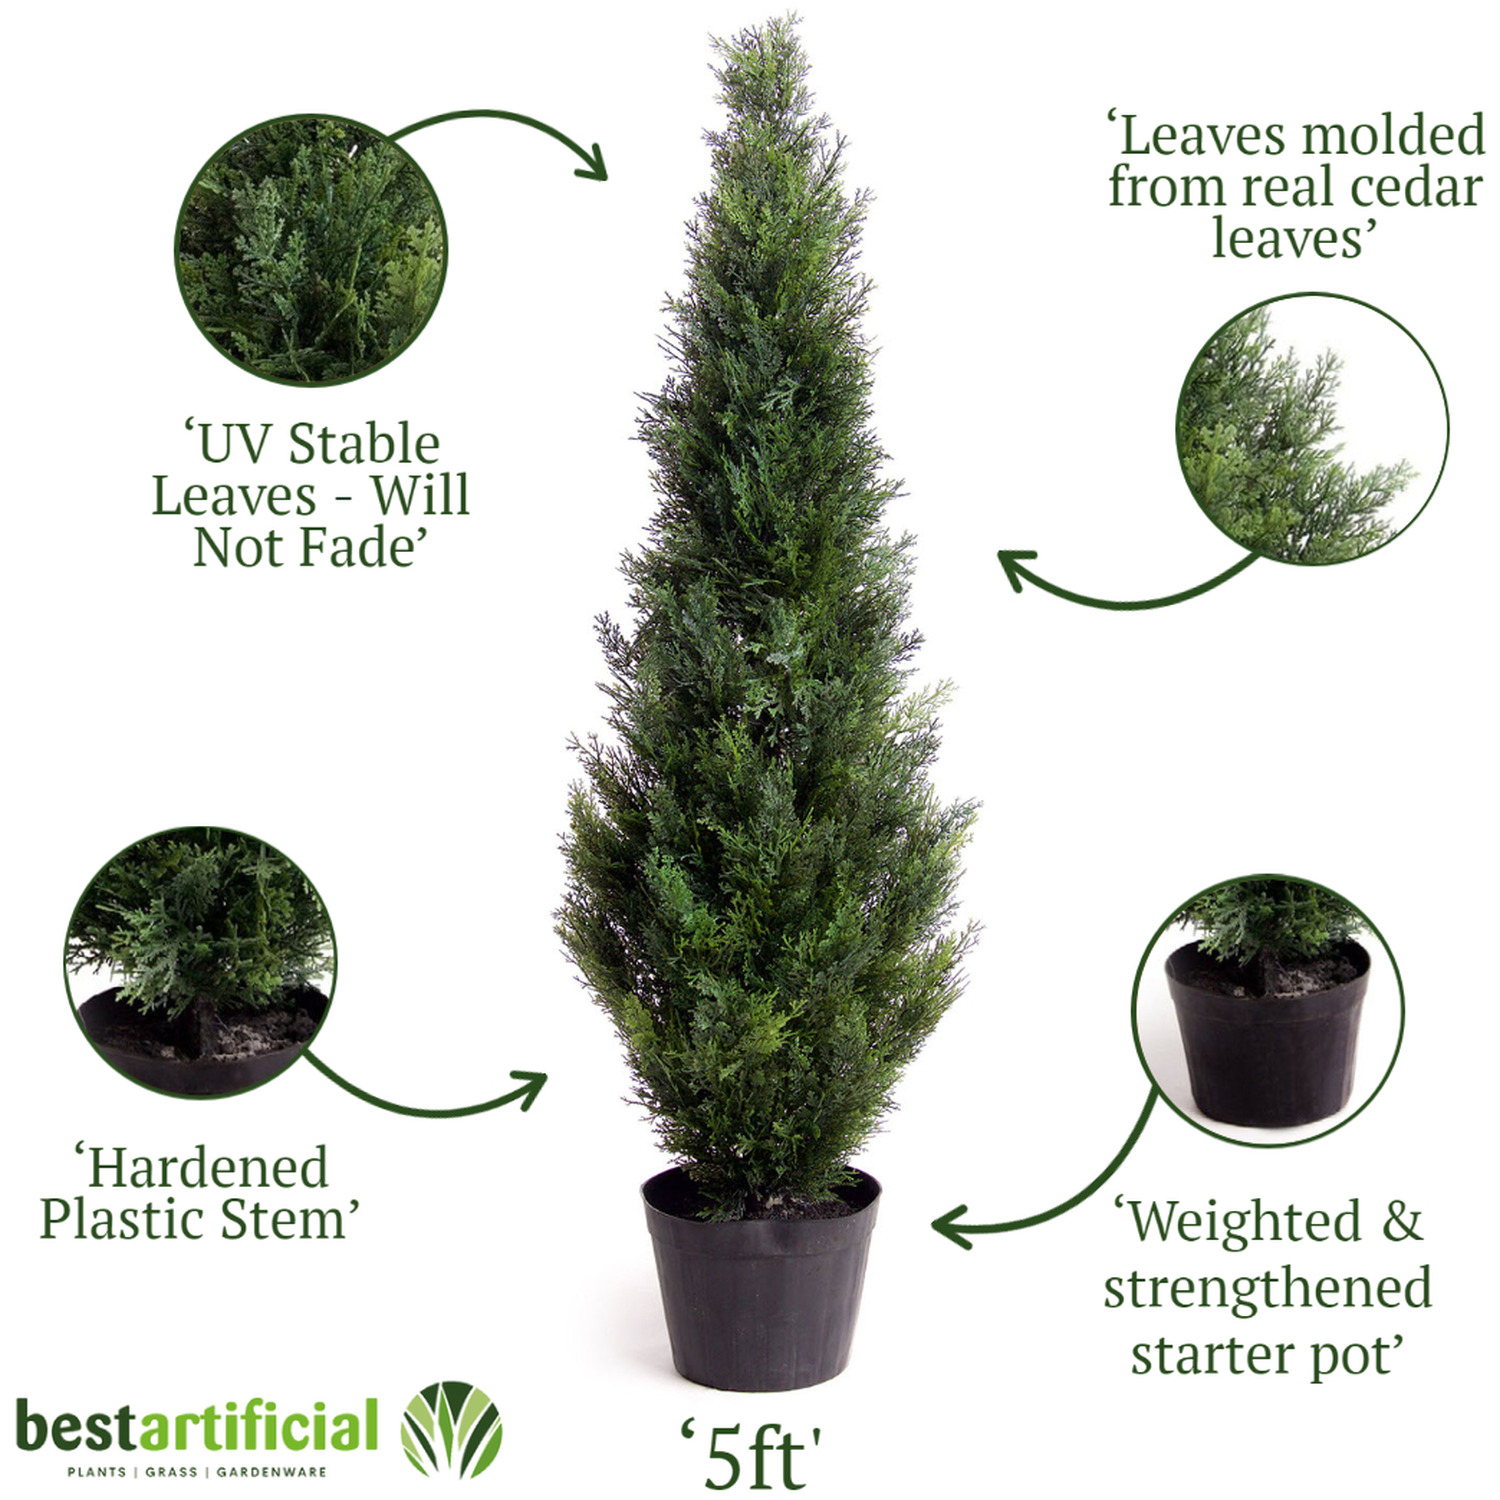 ‘UV Stable
Leaves - Will
Not Fade’
‘Leaves molded
from real cedar
leaves’
‘Hardened
Plastic Stem’
‘Weighted &
strengthened
starter pot’
bestartificial
PLANTS | GRASS | GARDENWARE
‘5ft'